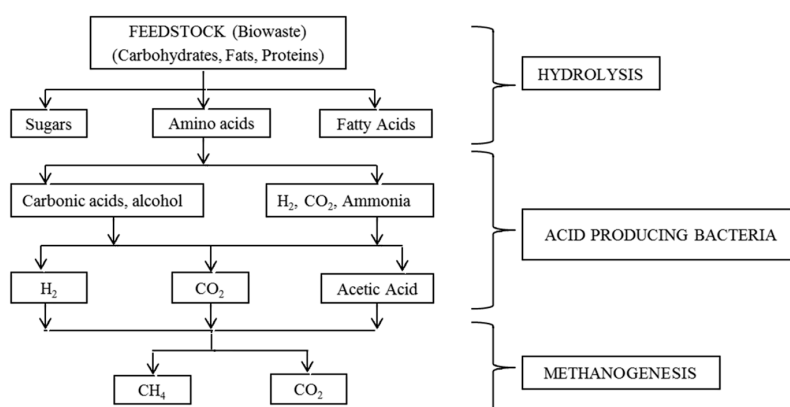 FEEDSTOCK (Biowaste)
(Carbohydrates, Fats, Proteins)
HYDROLYSIS
Sugars
Amino acids
Fatty Acids
Carbonic acids, alcohol
H₂, CO₂, Ammonia
ACID PRODUCING BACTERIA
H₂
CO₂
Acetic Acid
METHANOGENESIS
CH₄
CO₂